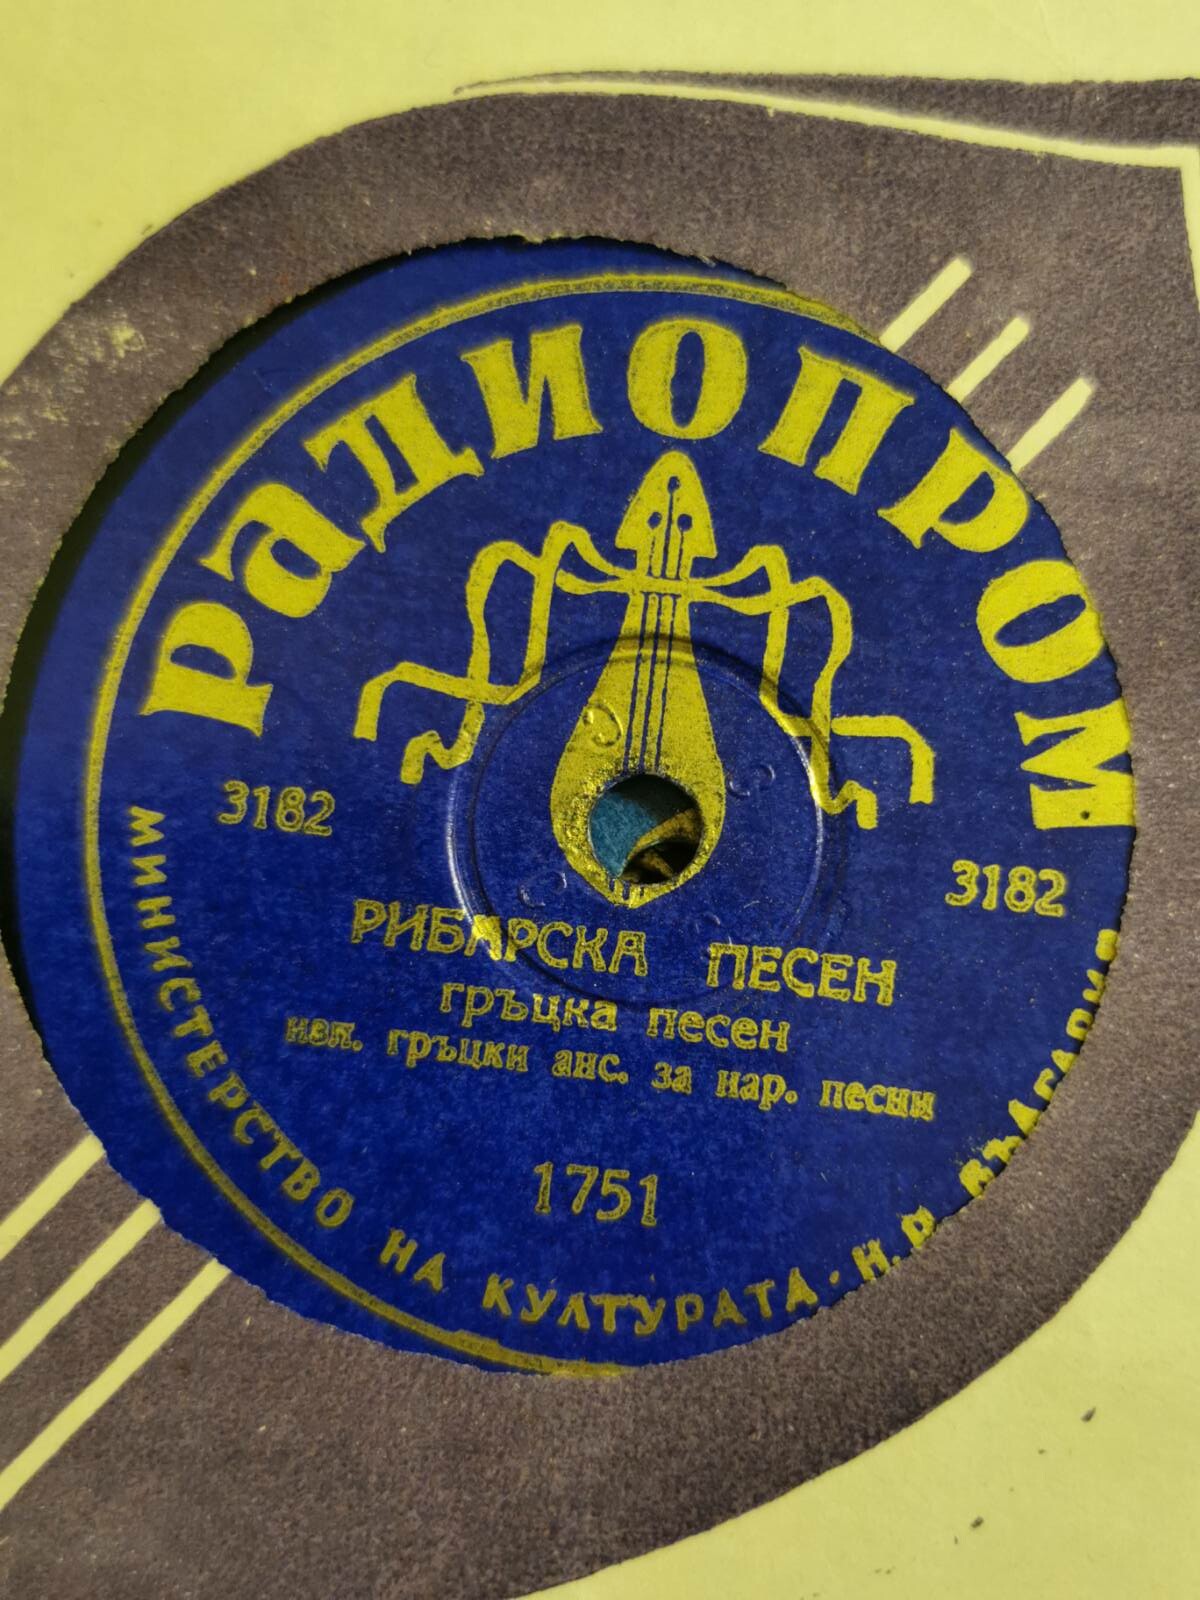 РАДИОПРОМ
3182
3182
РИБАРСКА ПЕСЕН
гръцка песен
изп. гръцки анс. за нар. песни
1751
МИНИСТЕРСТВО НА КУЛТУРАТА · Н.Р. БЪЛГАРИЯ